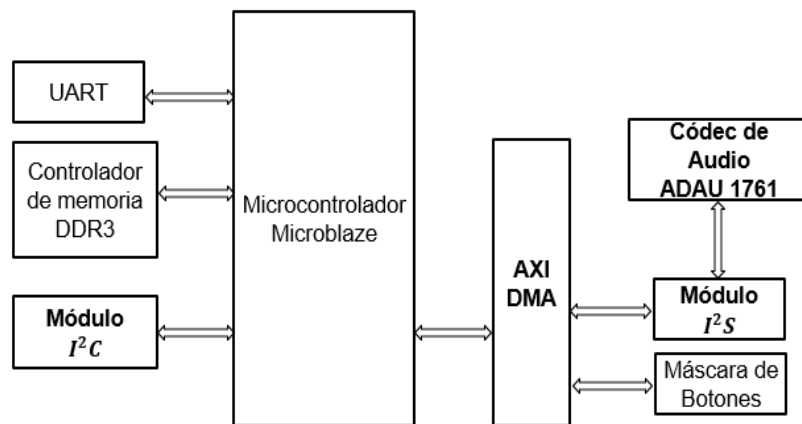 UART
Controlador
de memoria
DDR3
Módulo
I²C
Microcontrolador
Microblaze
AXI
DMA
Códec de
Audio
ADAU 1761
Módulo
I²S
Máscara de
Botones